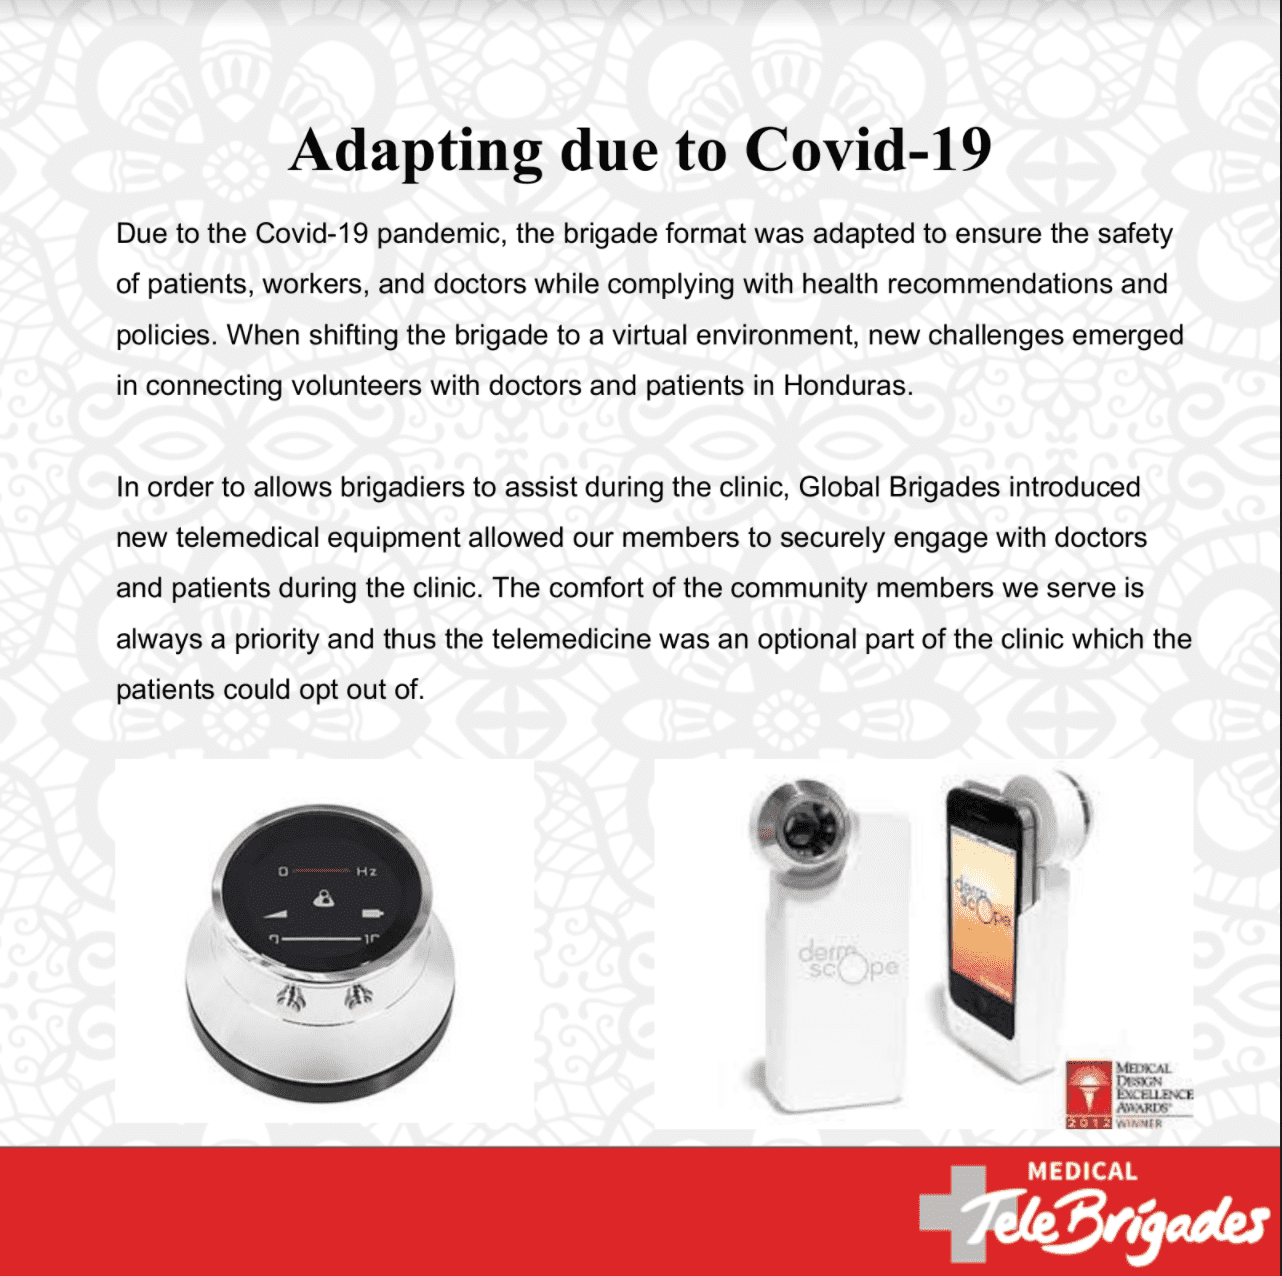 Adapting due to Covid-19
Due to the Covid-19 pandemic, the brigade format was adapted to ensure the safety
of patients, workers, and doctors while complying with health recommendations and
policies. When shifting the brigade to a virtual environment, new challenges emerged
in connecting volunteers with doctors and patients in Honduras.
In order to allows brigadiers to assist during the clinic, Global Brigades introduced
new telemedical equipment allowed our members to securely engage with doctors
and patients during the clinic. The comfort of the community members we serve is
always a priority and thus the telemedicine was an optional part of the clinic which the
patients could opt out of.
0 Hz
derm
scope
derm
scope
MEDICAL
DESIGN
EXCELLENCE
AWARDS
2012 WINNER
MEDICAL
TeleBrigades